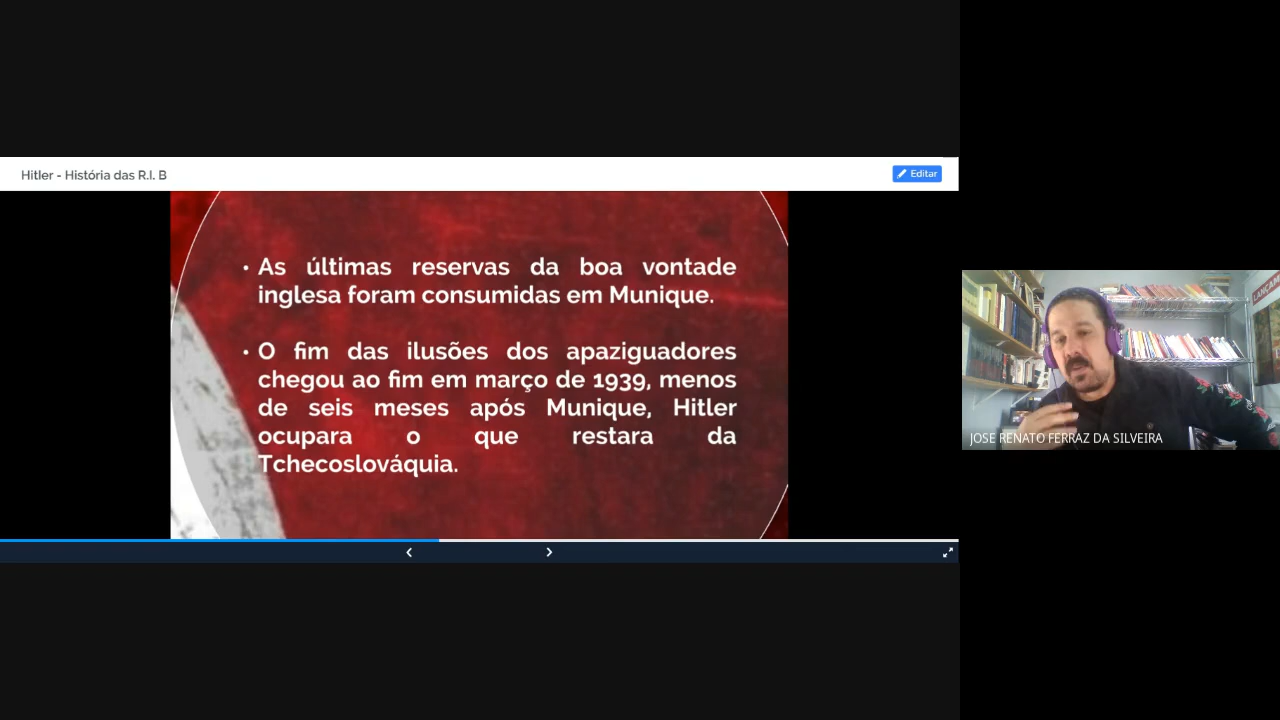 Hitler - História das R.I. B
Editar
• As últimas reservas da boa vontade
inglesa foram consumidas em Munique.
• O fim das ilusões dos apaziguadores
chegou ao fim em março de 1939, menos
de seis meses após Munique, Hitler
ocupara o que restara da
Tchecoslováquia.
LANÇAM
JOSE RENATO FERRAZ DA SILVEIRA